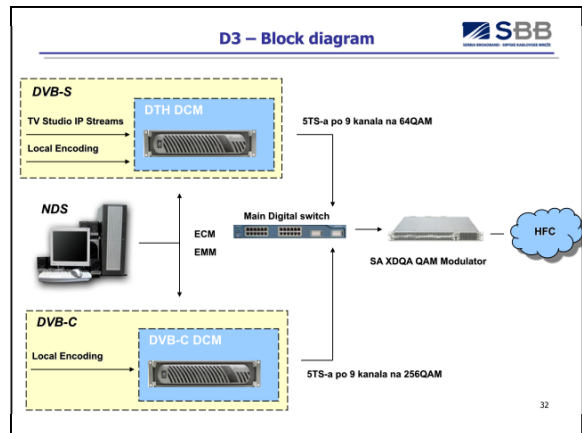 D3 – Block diagram
SBB
SERBIA BROADBAND - SRPSKE KABLOVSKE MREŽE
DVB-S
DTH DCM
TV Studio IP Streams
Local Encoding
5TS-a po 9 kanala na 64QAM
NDS
ECM
EMM
Main Digital switch
SA XDQA QAM Modulator
HFC
DVB-C
DVB-C DCM
Local Encoding
5TS-a po 9 kanala na 256QAM
32